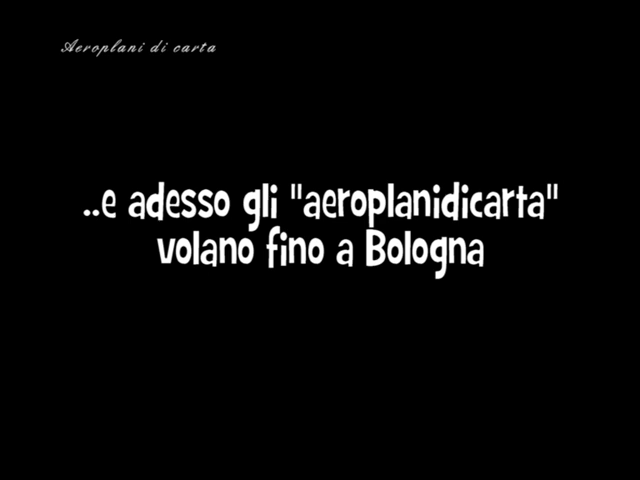 Aeroplani di carta
..e adesso gli "aeroplanidicarta"
volano fino a Bologna